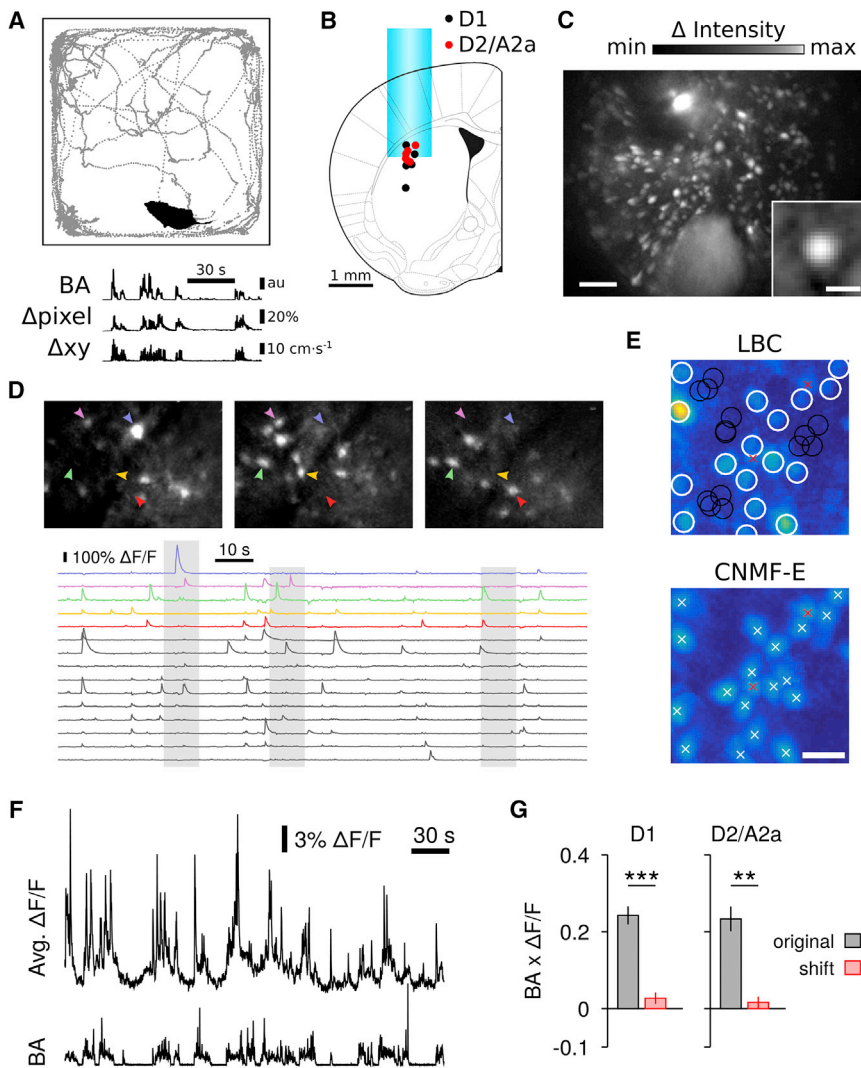 A
BA
Δpixel
Δxy
30 s
au
20%
10 cm·s⁻¹
B
D1
D2/A2a
1 mm
C
Δ Intensity
min
max
D
100% ΔF/F
10 s
E
LBC
CNMF-E
F
3% ΔF/F
30 s
Avg. ΔF/F
BA
G
D1
D2/A2a
BA x ΔF/F
0.4
0.2
0
-0.1
***
**
original
shift